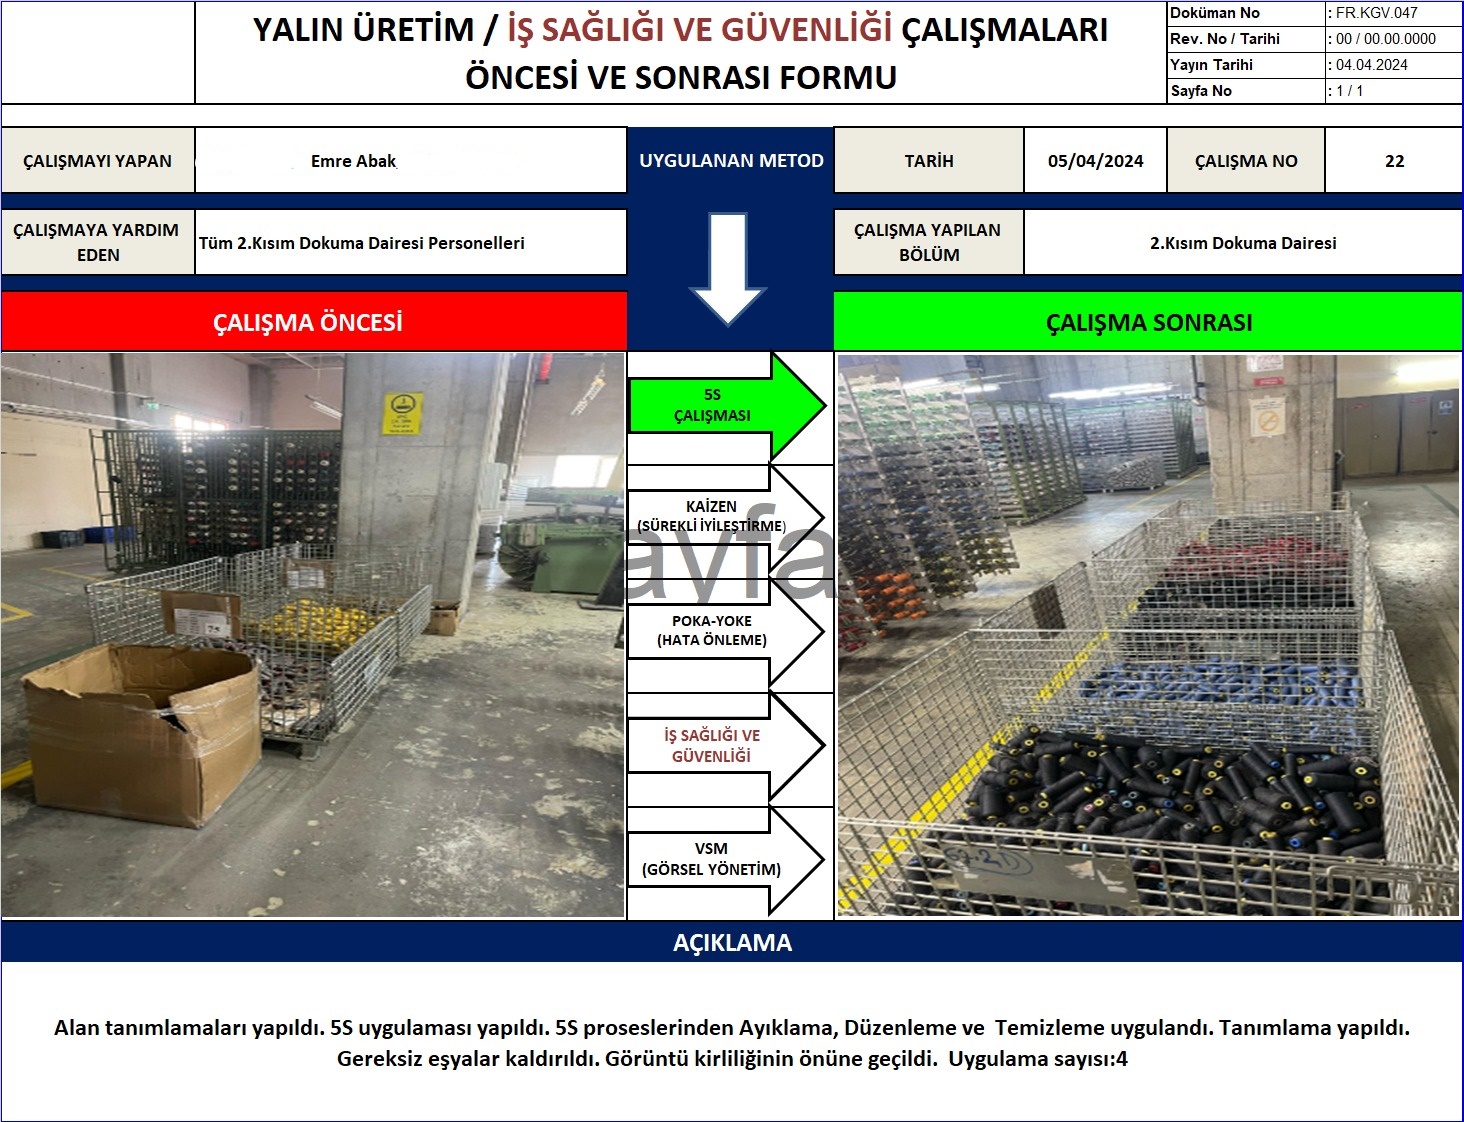 YALIN ÜRETİM / İŞ SAĞLIĞI VE GÜVENLİĞİ ÇALIŞMALARI
ÖNCESİ VE SONRASI FORMU
Doküman No : FR.KGV.047
Rev. No / Tarihi : 00 / 00.00.0000
Yayın Tarihi : 04.04.2024
Sayfa No : 1 / 1
ÇALIŞMAYI YAPAN
Emre Abak
UYGULANAN METOD
TARİH
05/04/2024
ÇALIŞMA NO
22
ÇALIŞMAYA YARDIM
EDEN
Tüm 2.Kısım Dokuma Dairesi Personelleri
ÇALIŞMA YAPILAN
BÖLÜM
2.Kısım Dokuma Dairesi
ÇALIŞMA ÖNCESİ
ÇALIŞMA SONRASI
5S
ÇALIŞMASI
KAİZEN
(SÜREKLİ İYİLEŞTİRME)
ayfa
POKA-YOKE
(HATA ÖNLEME)
İŞ SAĞLIĞI VE
GÜVENLİĞİ
VSM
(GÖRSEL YÖNETİM)
AÇIKLAMA
Alan tanımlamaları yapıldı. 5S uygulaması yapıldı. 5S proseslerinden Ayıklama, Düzenleme ve  Temizleme uygulandı. Tanımlama yapıldı.
Gereksiz eşyalar kaldırıldı. Görüntü kirliliğinin önüne geçildi.  Uygulama sayısı:4